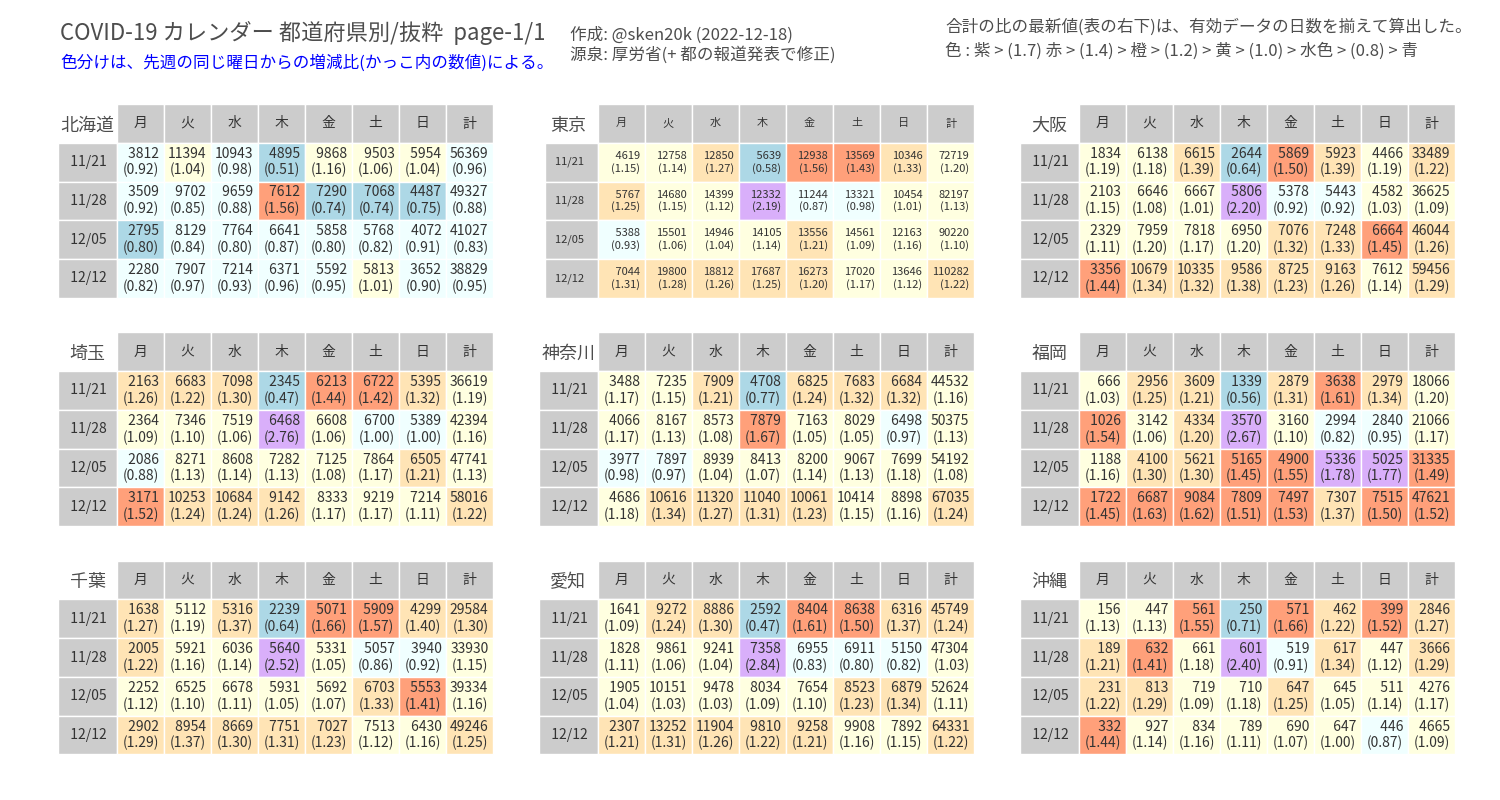 COVID-19 カレンダー 都道府県別/抜粋 page-1/1
色分けは、先週の同じ曜日からの増減比(かっこ内の数値)による。
作成: @sken20k (2022-12-18)
源泉: 厚労省(+ 都の報道発表で修正)
合計の比の最新値(表の右下)は、有効データの日数を揃えて算出した。
色 : 紫 > (1.7) 赤 > (1.4) 橙 > (1.2) > 黄 > (1.0) > 水色 > (0.8) > 青
北海道 月 火 水 木 金 土 日 計
11/21 3812 11394 10943 4895 9868 9503 5954 56369
(0.92) (1.04) (0.98) (0.51) (1.16) (1.06) (1.04) (0.96)
11/28 3509 9702 9659 7612 7290 7068 4487 49327
(0.92) (0.85) (0.88) (1.56) (0.74) (0.74) (0.75) (0.88)
12/05 2795 8129 7764 6641 5858 5768 4072 41027
(0.80) (0.84) (0.80) (0.87) (0.80) (0.82) (0.91) (0.83)
12/12 2280 7907 7214 6371 5592 5813 3652 38829
(0.82) (0.97) (0.93) (0.96) (0.95) (1.01) (0.90) (0.95)
東京 月 火 水 木 金 土 日 計
11/21 4619 12758 12850 5639 12938 13569 10346 72719
(1.15) (1.14) (1.27) (0.58) (1.56) (1.43) (1.33) (1.20)
11/28 5767 14680 14399 12332 11244 13321 10454 82197
(1.25) (1.15) (1.12) (2.19) (0.87) (0.98) (1.01) (1.13)
12/05 5388 15501 14946 14105 13556 14561 12163 90220
(0.93) (1.06) (1.04) (1.14) (1.21) (1.09) (1.16) (1.10)
12/12 7044 19800 18812 17687 16273 17020 13646 110282
(1.31) (1.28) (1.26) (1.25) (1.20) (1.17) (1.12) (1.22)
大阪 月 火 水 木 金 土 日 計
11/21 1834 6138 6615 2644 5869 5923 4466 33489
(1.19) (1.18) (1.39) (0.64) (1.50) (1.39) (1.19) (1.22)
11/28 2103 6646 6667 5806 5378 5443 4582 36625
(1.15) (1.08) (1.01) (2.20) (0.92) (0.92) (1.03) (1.09)
12/05 2329 7959 7818 6950 7076 7248 6664 46044
(1.11) (1.20) (1.17) (1.20) (1.32) (1.33) (1.45) (1.26)
12/12 3356 10679 10335 9586 8725 9163 7612 59456
(1.44) (1.34) (1.32) (1.38) (1.23) (1.26) (1.14) (1.29)
埼玉 月 火 水 木 金 土 日 計
11/21 2163 6683 7098 2345 6213 6722 5395 36619
(1.26) (1.22) (1.30) (0.47) (1.44) (1.42) (1.32) (1.19)
11/28 2364 7346 7519 6468 6608 6700 5389 42394
(1.09) (1.10) (1.06) (2.76) (1.06) (1.00) (1.00) (1.16)
12/05 2086 8271 8608 7282 7125 7864 6505 47741
(0.88) (1.13) (1.14) (1.13) (1.08) (1.17) (1.21) (1.13)
12/12 3171 10253 10684 9142 8333 9219 7214 58016
(1.52) (1.24) (1.24) (1.26) (1.17) (1.17) (1.11) (1.22)
神奈川 月 火 水 木 金 土 日 計
11/21 3488 7235 7909 4708 6825 7683 6684 44532
(1.17) (1.15) (1.21) (0.77) (1.24) (1.32) (1.32) (1.16)
11/28 4066 8167 8573 7879 7163 8029 6498 50375
(1.17) (1.13) (1.08) (1.67) (1.05) (1.05) (0.97) (1.13)
12/05 3977 7897 8939 8413 8200 9067 7699 54192
(0.98) (0.97) (1.04) (1.07) (1.14) (1.13) (1.18) (1.08)
12/12 4686 10616 11320 11040 10061 10414 8898 67035
(1.18) (1.34) (1.27) (1.31) (1.23) (1.15) (1.16) (1.24)
福岡 月 火 水 木 金 土 日 計
11/21 666 2956 3609 1339 2879 3638 2979 18066
(1.03) (1.25) (1.21) (0.56) (1.31) (1.61) (1.34) (1.20)
11/28 1026 3142 4334 3570 3160 2994 2840 21066
(1.54) (1.06) (1.20) (2.67) (1.10) (0.82) (0.95) (1.17)
12/05 1188 4100 5621 5165 4900 5336 5025 31335
(1.16) (1.30) (1.30) (1.45) (1.55) (1.78) (1.77) (1.49)
12/12 1722 6687 9084 7809 7497 7307 7515 47621
(1.45) (1.63) (1.62) (1.51) (1.53) (1.37) (1.50) (1.52)
千葉 月 火 水 木 金 土 日 計
11/21 1638 5112 5316 2239 5071 5909 4299 29584
(1.27) (1.19) (1.37) (0.64) (1.66) (1.57) (1.40) (1.30)
11/28 2005 5921 6036 5640 5331 5057 3940 33930
(1.22) (1.16) (1.14) (2.52) (1.05) (0.86) (0.92) (1.15)
12/05 2252 6525 6678 5931 5692 6703 5553 39334
(1.12) (1.10) (1.11) (1.05) (1.07) (1.33) (1.41) (1.16)
12/12 2902 8954 8669 7751 7027 7513 6430 49246
(1.29) (1.37) (1.30) (1.31) (1.23) (1.12) (1.16) (1.25)
愛知 月 火 水 木 金 土 日 計
11/21 1641 9272 8886 2592 8404 8638 6316 45749
(1.09) (1.24) (1.30) (0.47) (1.61) (1.50) (1.37) (1.24)
11/28 1828 9861 9241 7358 6955 6911 5150 47304
(1.11) (1.06) (1.04) (2.84) (0.83) (0.80) (0.82) (1.03)
12/05 1905 10151 9478 8034 7654 8523 6879 52624
(1.04) (1.03) (1.03) (1.09) (1.10) (1.23) (1.34) (1.11)
12/12 2307 13252 11904 9810 9258 9908 7892 64331
(1.21) (1.31) (1.26) (1.22) (1.21) (1.16) (1.15) (1.22)
沖縄 月 火 水 木 金 土 日 計
11/21 156 447 561 250 571 462 399 2846
(1.13) (1.13) (1.55) (0.71) (1.66) (1.22) (1.52) (1.27)
11/28 189 632 661 601 519 617 447 3666
(1.21) (1.41) (1.18) (2.40) (0.91) (1.34) (1.12) (1.29)
12/05 231 813 719 710 647 645 511 4276
(1.22) (1.29) (1.09) (1.18) (1.25) (1.05) (1.14) (1.17)
12/12 332 927 834 789 690 647 446 4665
(1.44) (1.14) (1.16) (1.11) (1.07) (1.00) (0.87) (1.09)